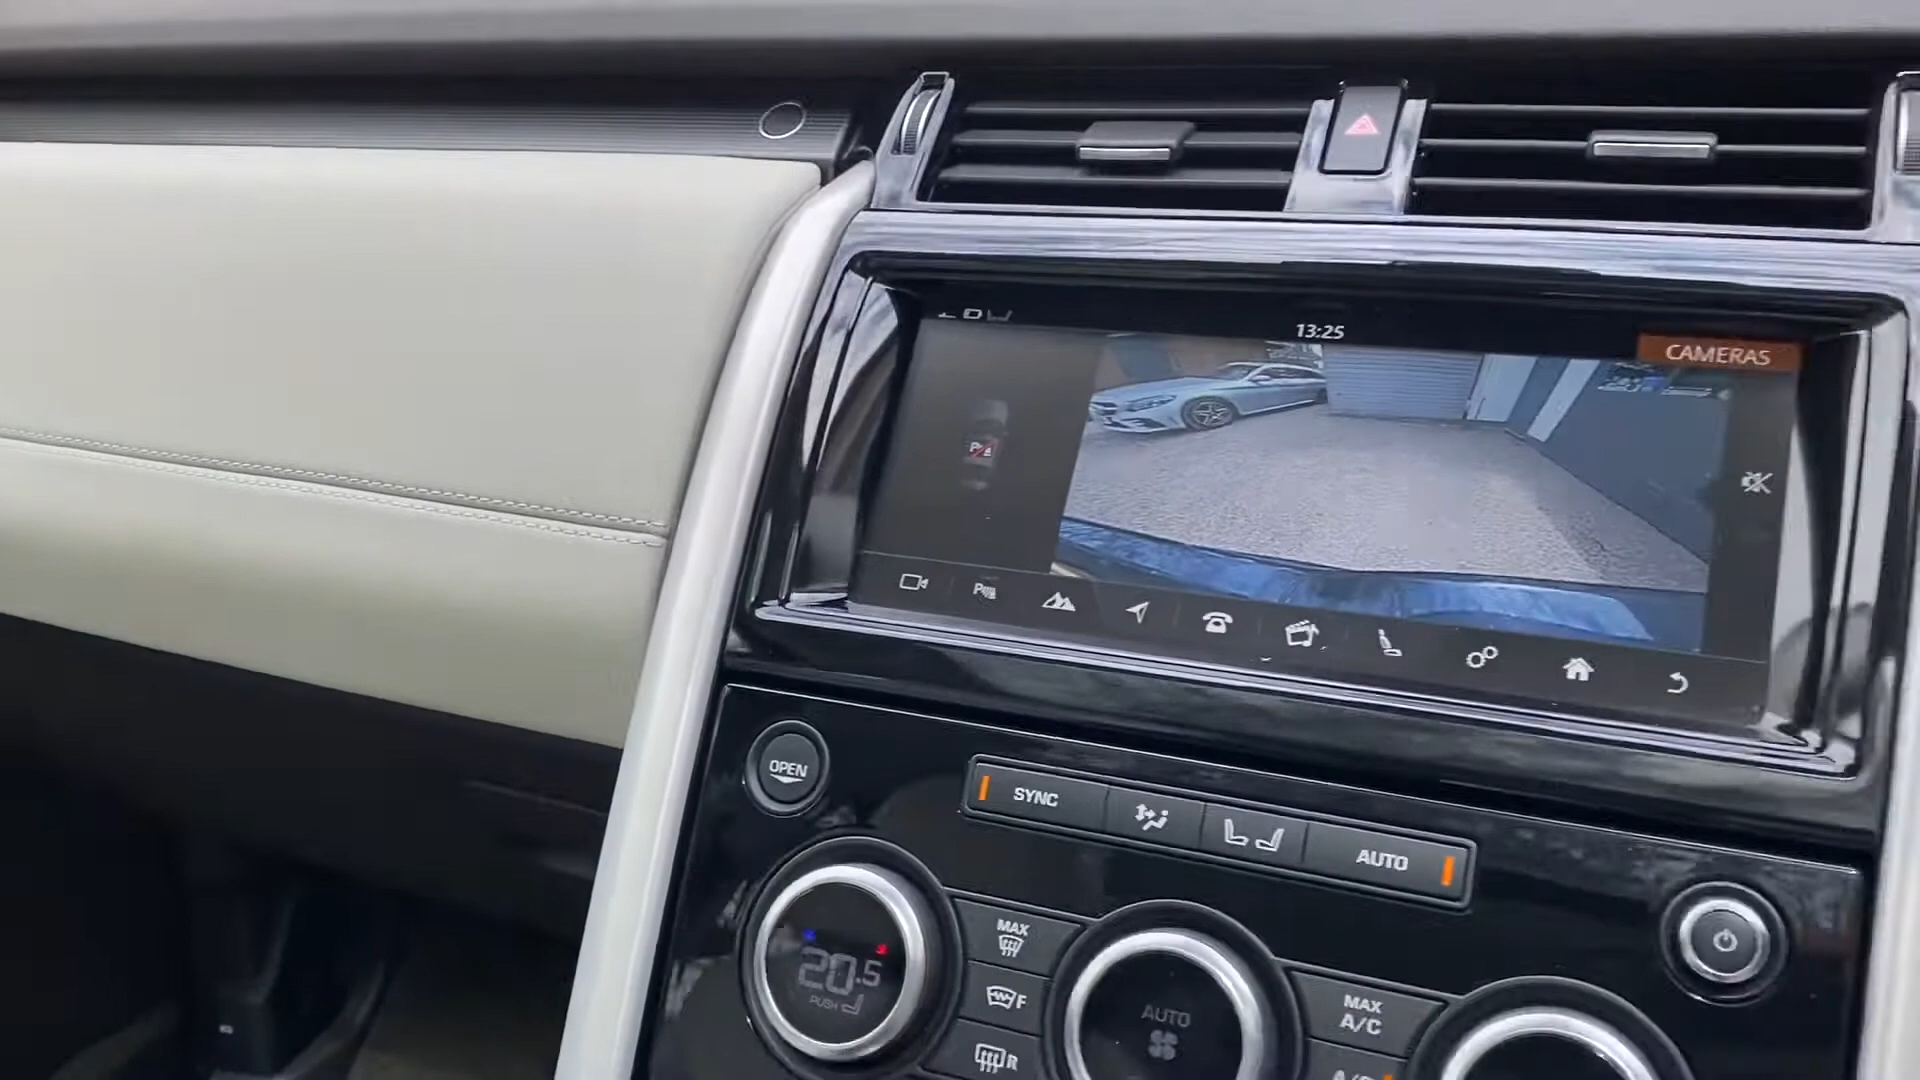 13:25
CAMERAS
P
P
OPEN
SYNC
AUTO
20.5
PUSH
MAX
F
R
AUTO
MAX
A/C